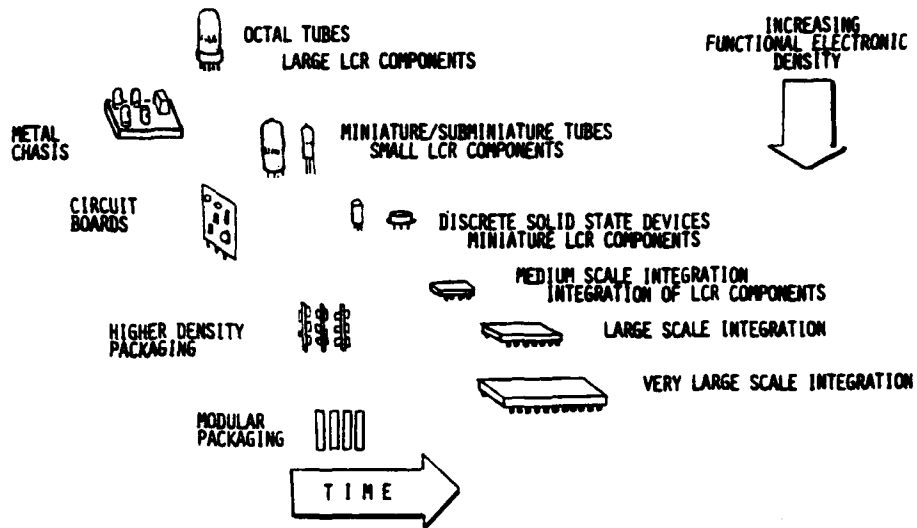 OCTAL TUBES
LARGE LCR COMPONENTS
INCREASING
FUNCTIONAL ELECTRONIC
DENSITY
METAL
CHASIS
MINIATURE/SUBMINIATURE TUBES
SMALL LCR COMPONENTS
CIRCUIT
BOARDS
DISCRETE SOLID STATE DEVICES
MINIATURE LCR COMPONENTS
MEDIUM SCALE INTEGRATION
INTEGRATION OF LCR COMPONENTS
HIGHER DENSITY
PACKAGING
LARGE SCALE INTEGRATION
VERY LARGE SCALE INTEGRATION
MODULAR
PACKAGING
TIME